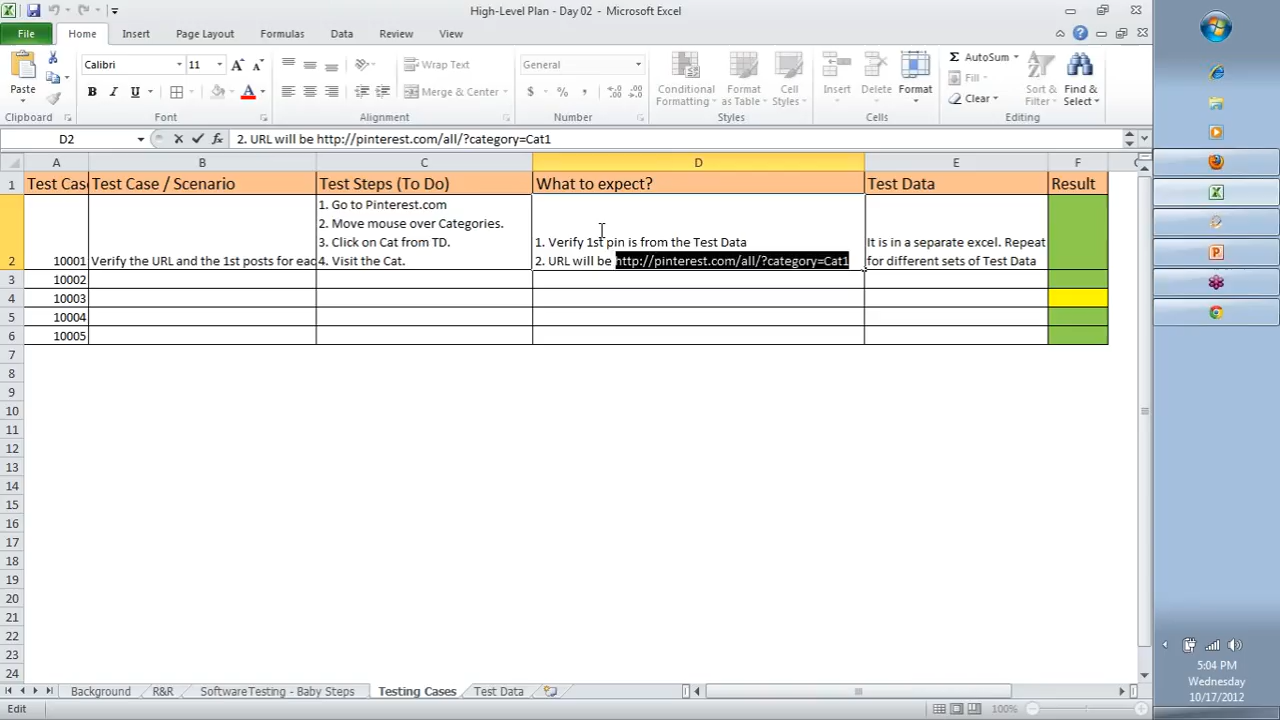 High-Level Plan - Day 02 - Microsoft Excel
File Home Insert Page Layout Formulas Data Review View
Paste
Calibri 11
B I U
Wrap Text
Merge & Center
General
$ % ,
Conditional Formatting
Format as Table
Cell Styles
Insert Delete Format
AutoSum
Fill
Clear
Sort & Filter
Find & Select
Clipboard Font Alignment Number Styles Cells Editing
D2 fx 2. URL will be http://pinterest.com/all/?category=Cat1
A B C D E F
1 Test Cas Test Case / Scenario Test Steps (To Do) What to expect? Test Data Result
1. Go to Pinterest.com
2. Move mouse over Categories.
3. Click on Cat from TD. 1. Verify 1st pin is from the Test Data It is in a separate excel. Repeat
2 10001 Verify the URL and the 1st posts for eac 4. Visit the Cat. 2. URL will be http://pinterest.com/all/?category=Cat1 for different sets of Test Data
3 10002
4 10003
5 10004
6 10005
7
8
9
10
11
12
13
14
15
16
17
18
19
20
21
22
23
24
Background R&R SoftwareTesting - Baby Steps Testing Cases Test Data
Edit 100%
5:04 PM
Wednesday
10/17/2012